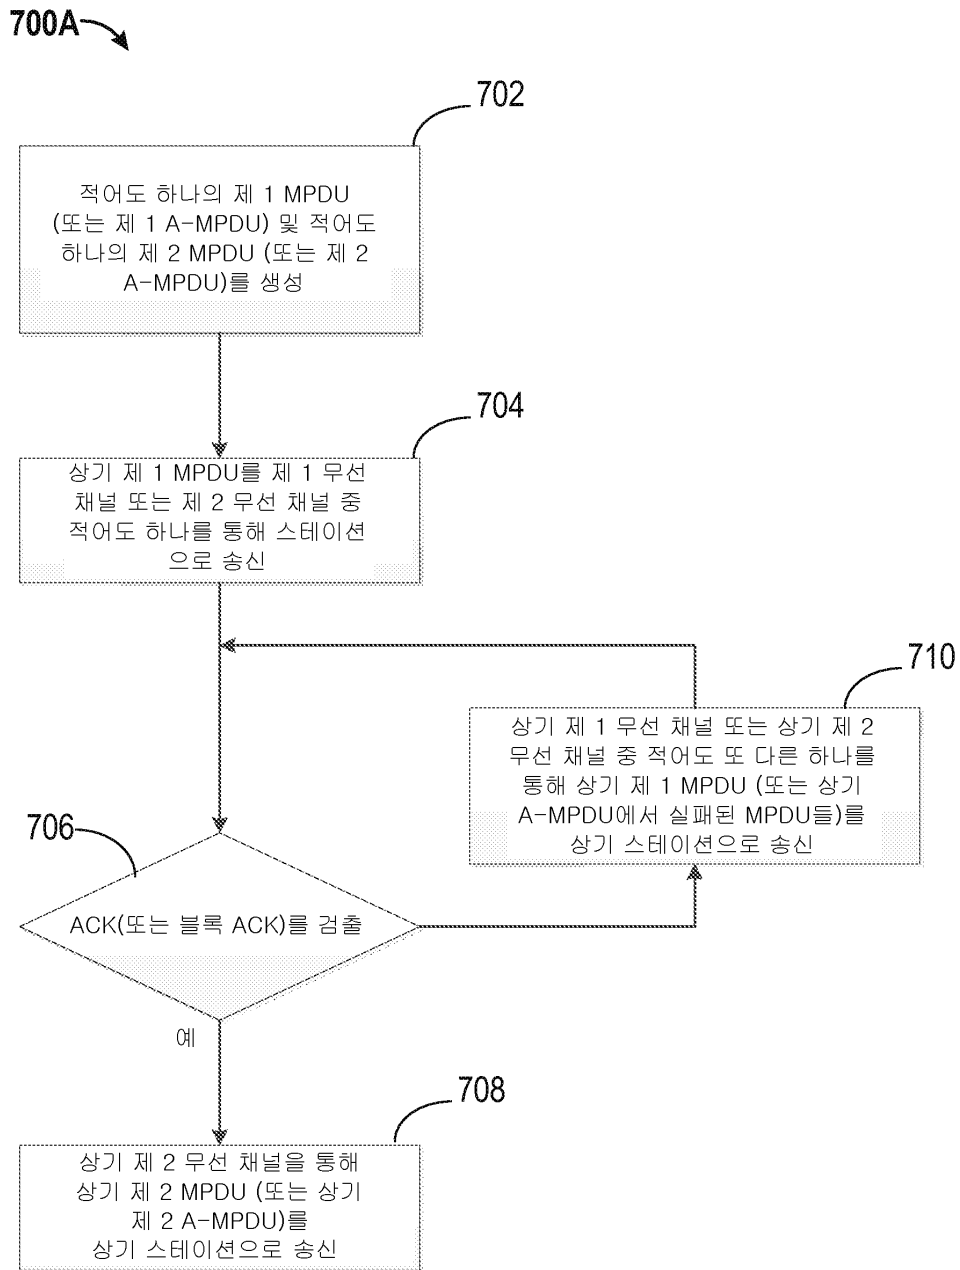 700A
702
적어도 하나의 제 1 MPDU
(또는 제 1 A-MPDU) 및 적어도
하나의 제 2 MPDU (또는 제 2
A-MPDU)를 생성
704
상기 제 1 MPDU를 제 1 무선
채널 또는 제 2 무선 채널 중
적어도 하나를 통해 스테이션
으로 송신
710
상기 제 1 무선 채널 또는 상기 제 2
무선 채널 중 적어도 또 다른 하나를
통해 상기 제 1 MPDU (또는 상기
A-MPDU에서 실패된 MPDU들)를
상기 스테이션으로 송신
706
ACK(또는 블록 ACK)를 검출
예
708
상기 제 2 무선 채널을 통해
상기 제 2 MPDU (또는 상기
제 2 A-MPDU)를
상기 스테이션으로 송신